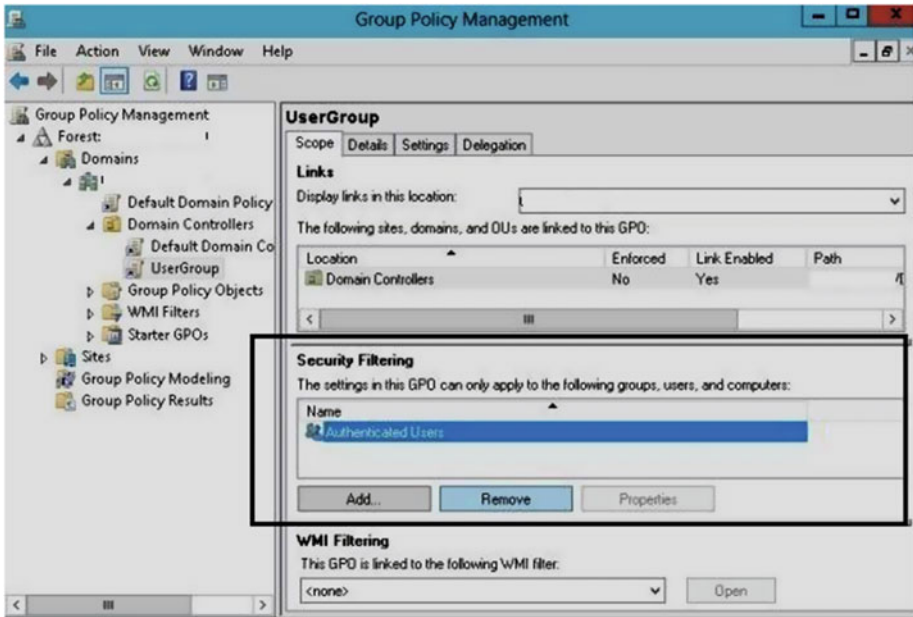 Group Policy Management
File Action View Window Help
Group Policy Management
Forest:
Domains
Default Domain Policy
Domain Controllers
Default Domain Co
UserGroup
Group Policy Objects
WMI Filters
Starter GPOs
Sites
Group Policy Modeling
Group Policy Results
UserGroup
Scope Details Settings Delegation
Links
Display links in this location:
The following sites, domains, and OUs are linked to this GPO:
Location Enforced Link Enabled Path
Domain Controllers No Yes
Security Filtering
The settings in this GPO can only apply to the following groups, users, and computers:
Name
Authenticated Users
Add... Remove Properties
WMI Filtering
This GPO is linked to the following WMI filter:
<none> Open